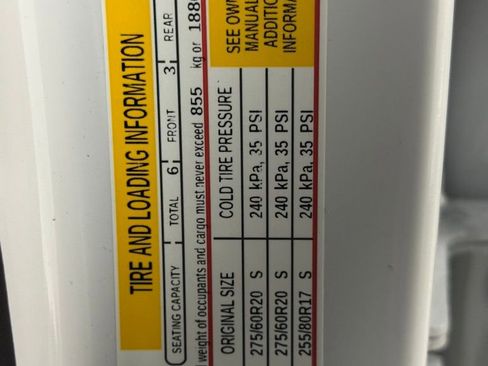 TIRE AND LOADING INFORMATION
SEATING CAPACITY TOTAL 6 FRONT 3 REAR
weight of occupants and cargo must never exceed 855 kg or
ORIGINAL SIZE COLD TIRE PRESSURE SEE OWN
MANUAL
ADDITIO
INFORMA
275/60R20 S 240 kPa, 35 PSI
275/60R20 S 240 kPa, 35 PSI
255/80R17 S 240 kPa, 35 PSI